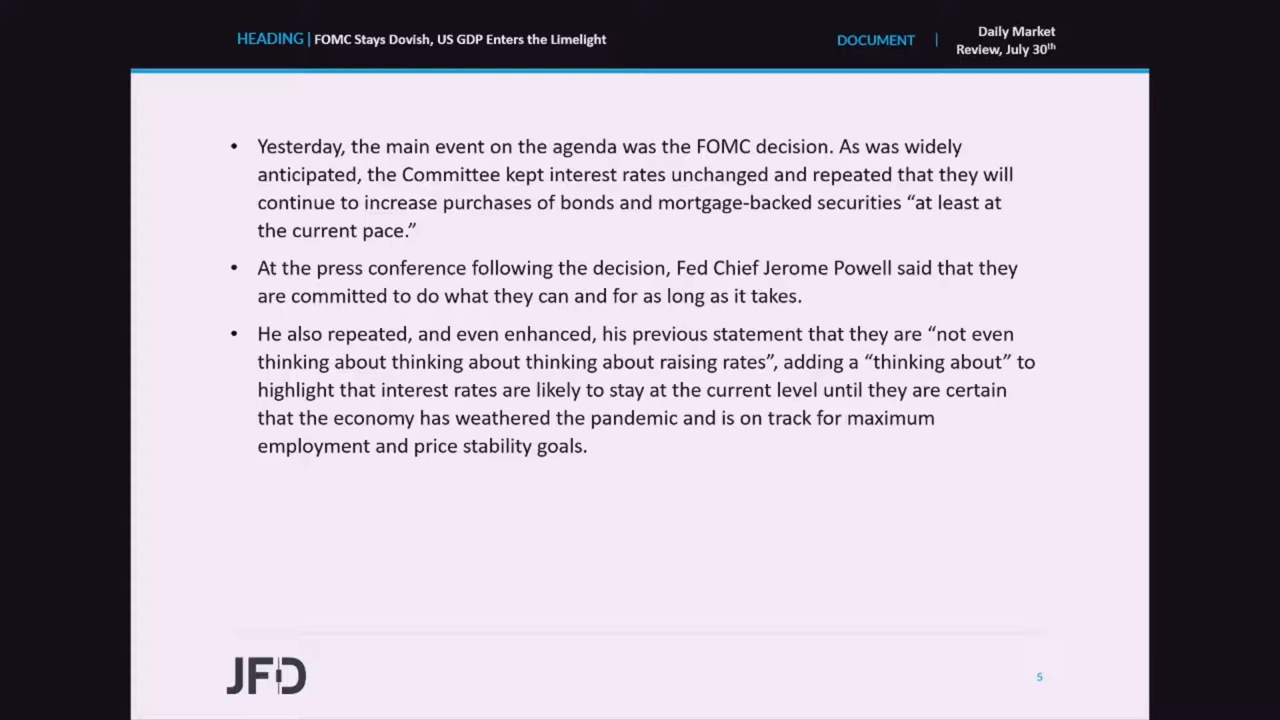 HEADING | FOMC Stays Dovish, US GDP Enters the Limelight
DOCUMENT |
Daily Market
Review, July 30th
• Yesterday, the main event on the agenda was the FOMC decision. As was widely
anticipated, the Committee kept interest rates unchanged and repeated that they will
continue to increase purchases of bonds and mortgage-backed securities “at least at
the current pace.”
• At the press conference following the decision, Fed Chief Jerome Powell said that they
are committed to do what they can and for as long as it takes.
• He also repeated, and even enhanced, his previous statement that they are “not even
thinking about thinking about thinking about raising rates”, adding a “thinking about” to
highlight that interest rates are likely to stay at the current level until they are certain
that the economy has weathered the pandemic and is on track for maximum
employment and price stability goals.
JFD
5